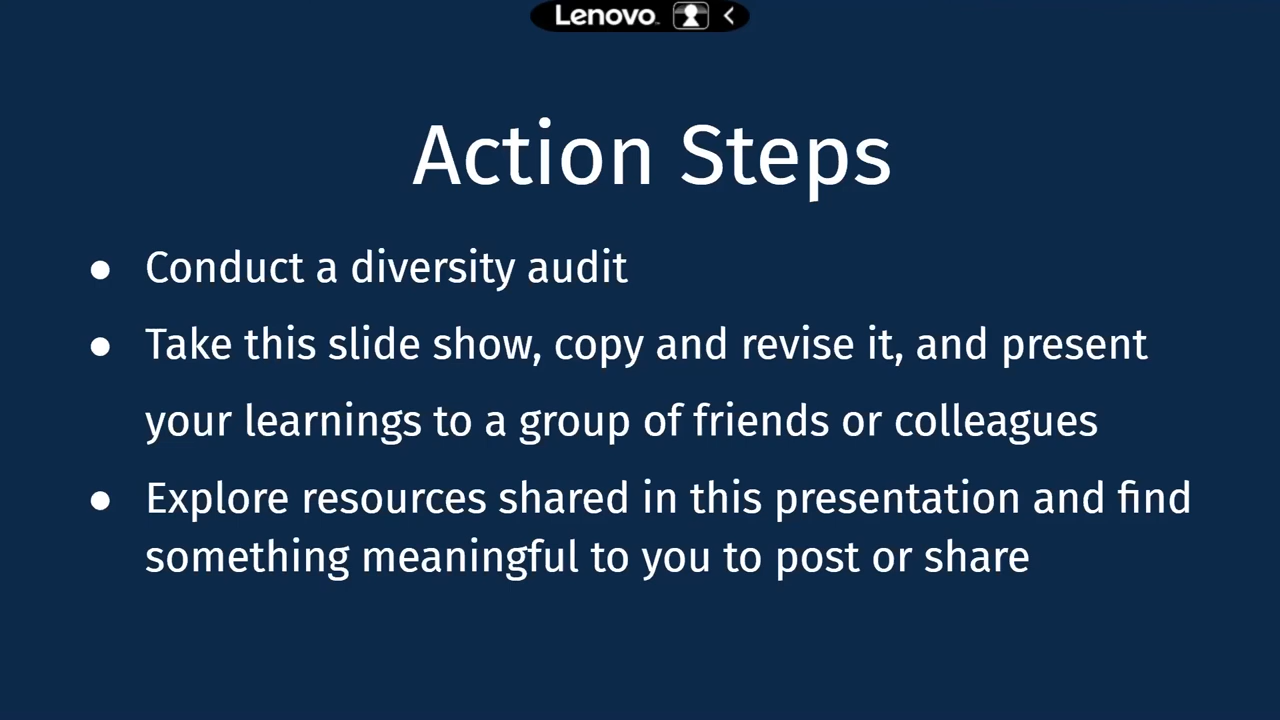 Lenovo
Action Steps
● Conduct a diversity audit
● Take this slide show, copy and revise it, and present
your learnings to a group of friends or colleagues
● Explore resources shared in this presentation and find
something meaningful to you to post or share